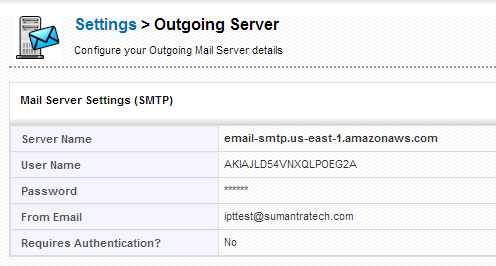 Settings > Outgoing Server
Configure your Outgoing Mail Server details
Mail Server Settings (SMTP)
Server Name email-smtp.us-east-1.amazonaws.com
User Name AKIAJLD54VNXQLPOEG2A
Password ******
From Email ipttest@sumantratech.com
Requires Authentication? No